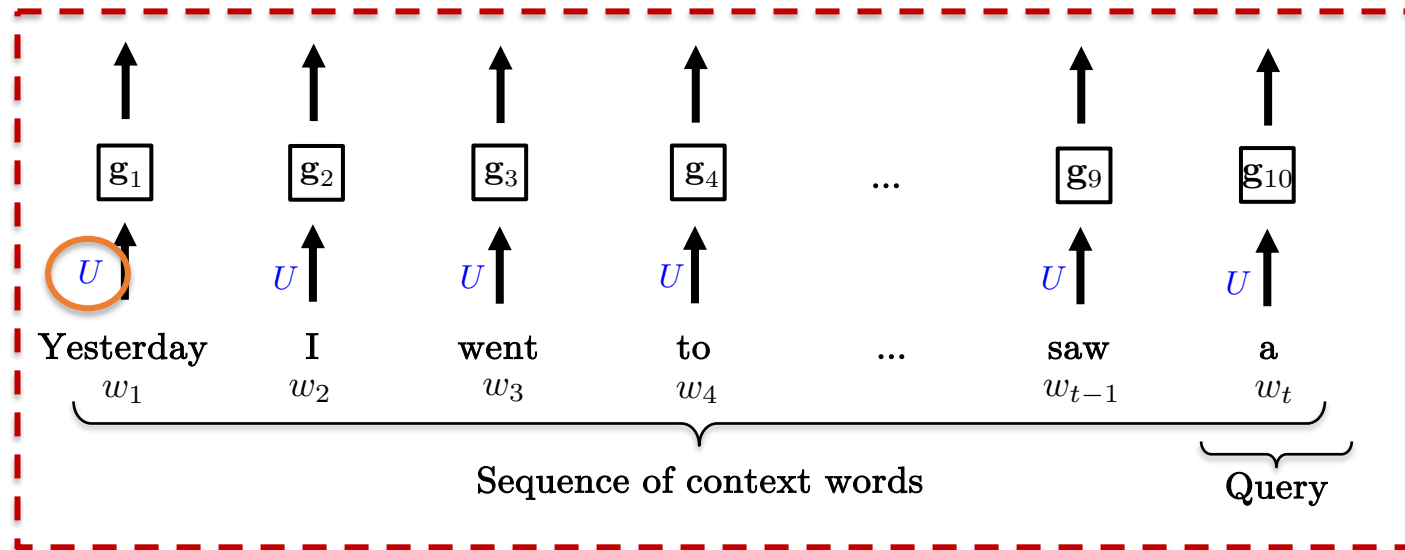 g₁ g₂ g₃ g₄ ... g₉ g₁₀
U U U U U U
Yesterday I went to ... saw a
w₁ w₂ w₃ w₄ wₜ₋₁ wₜ
Sequence of context words
Query